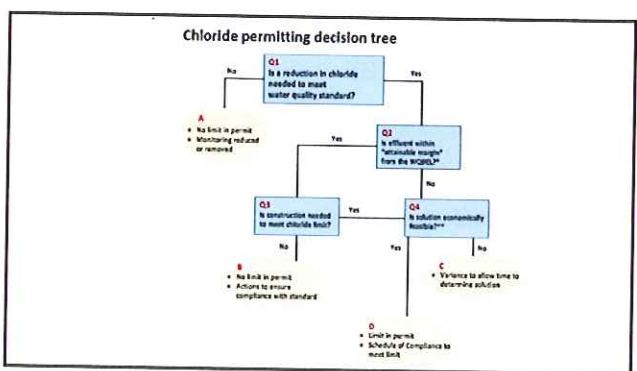 Chloride permitting decision tree
Q1
Is a reduction in chloride
needed to meet
water quality standard?
No
Yes
A
• No limit in permit
• Monitoring reduced
or removed
Q2
Is effluent within
"attainable margin"
from the WQBEL?*
Yes
No
Q3
Is construction needed
to meet chloride limit?
Yes
Q4
Is solution economically
feasible?**
No
Yes
No
B
• No limit in permit
• Actions to ensure
compliance with standard
C
• Variance to allow time to
determine solution
D
• Limit in permit
• Schedule of Compliance to
meet limit